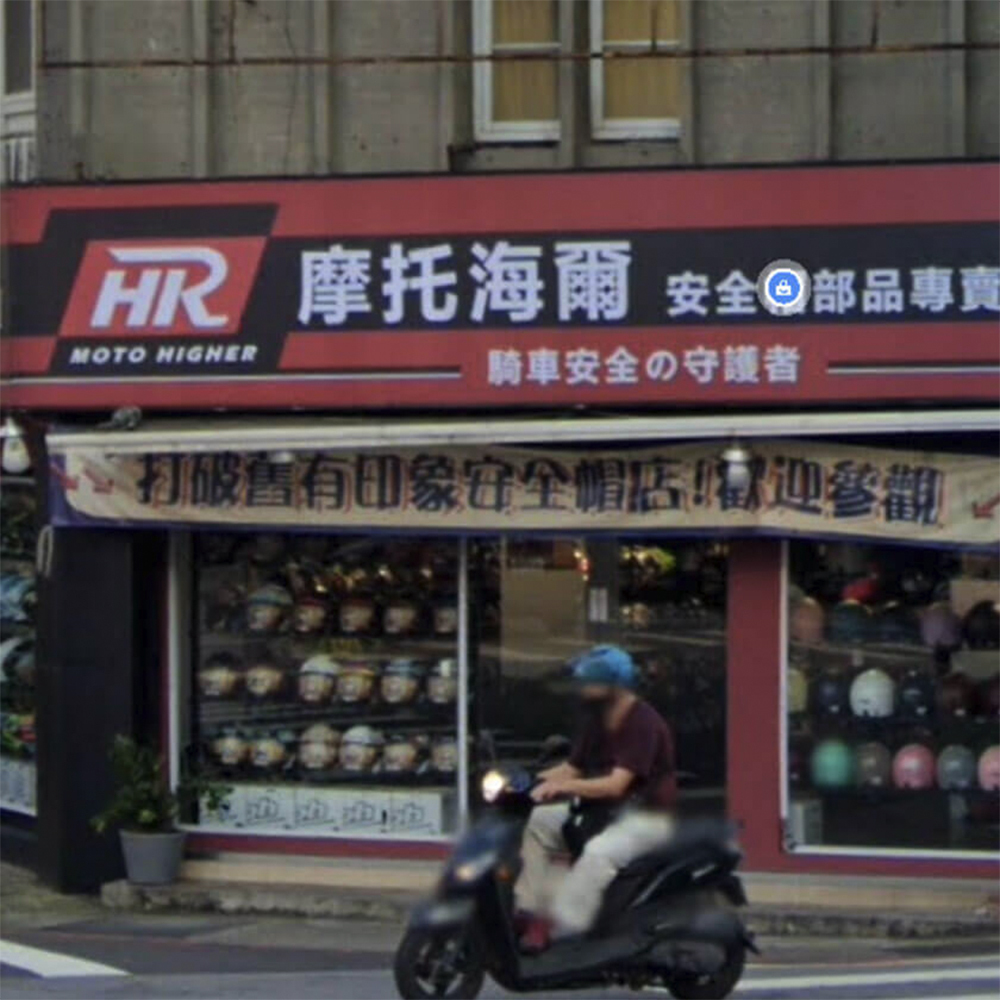 HR
MOTO HIGHER
摩托海爾
安全 部品專賣
騎車安全の守護者
打破舊有印象安全帽店!歡迎參觀